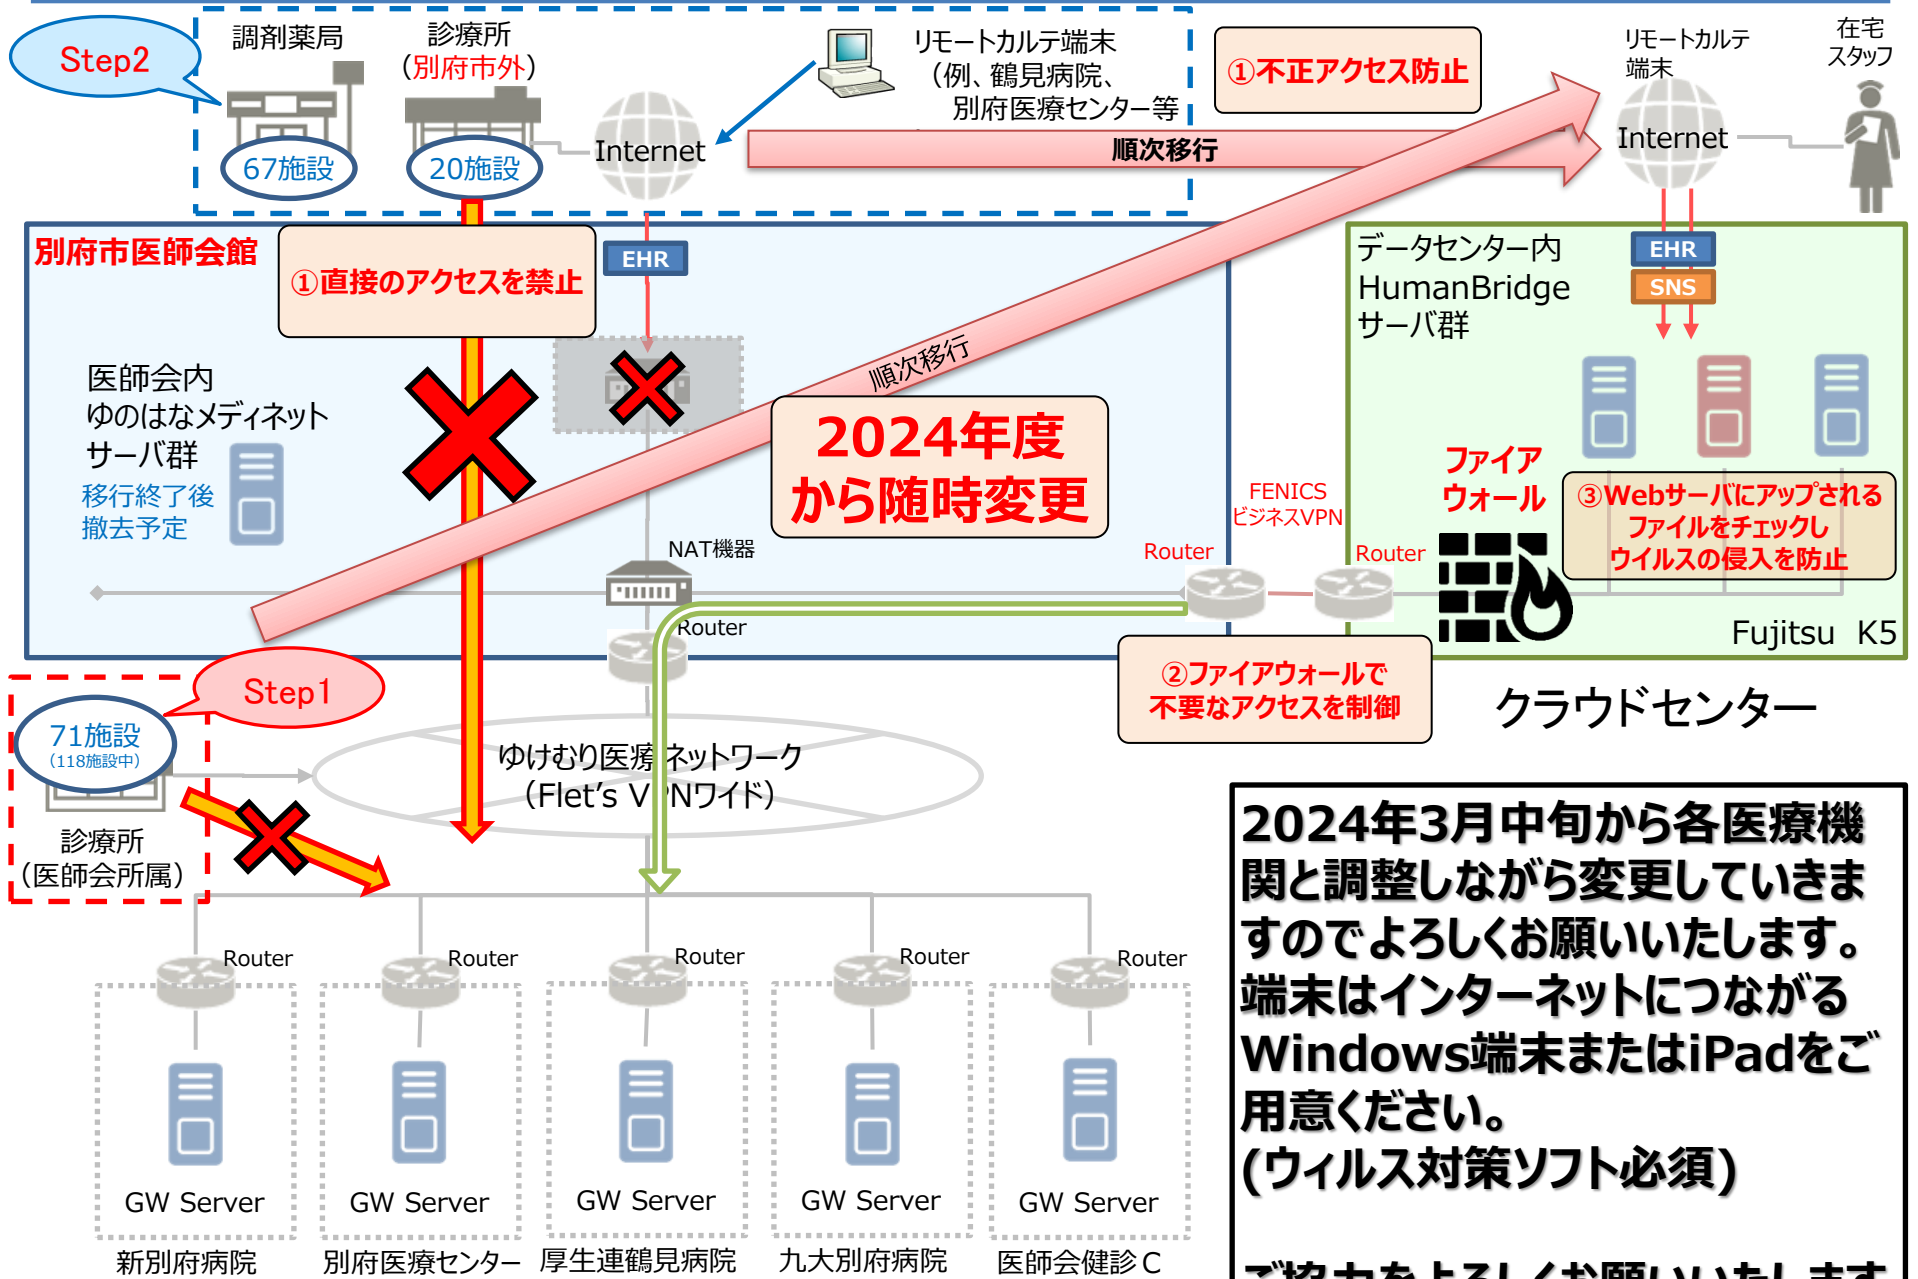 Step2
調剤薬局
診療所
（別府市外）
67施設
20施設
Internet
リモートカルテ端末
（例、鶴見病院、
別府医療センター等
①不正アクセス防止
順次移行
リモートカルテ
端末
Internet
在宅
スタッフ
別府市医師会館
①直接のアクセスを禁止
EHR
医師会内
ゆのはなメディネット
サーバ群
移行終了後
撤去予定
順次移行
2024年度
から随時変更
NAT機器
Router
Router
FENICS
ビジネスVPN
Router
データセンター内
HumanBridge
サーバ群
EHR
SNS
ファイア
ウォール
③Webサーバにアップされる
ファイルをチェックし
ウイルスの侵入を防止
Fujitsu K5
②ファイアウォールで
不要なアクセスを制御
クラウドセンター
Step1
71施設
（118施設中）
診療所
（医師会所属）
ゆけむり医療ネットワーク
（Flet's VPNワイド）
Router
Router
Router
Router
Router
GW Server
GW Server
GW Server
GW Server
GW Server
新別府病院
別府医療センター
厚生連鶴見病院
九大別府病院
医師会健診Ｃ
2024年3月中旬から各医療機
関と調整しながら変更していきま
すのでよろしくお願いいたします。
端末はインターネットにつながる
Windows端末またはiPadをご
用意ください。
(ウィルス対策ソフト必須)
ご協力をよろしくお願いいたします